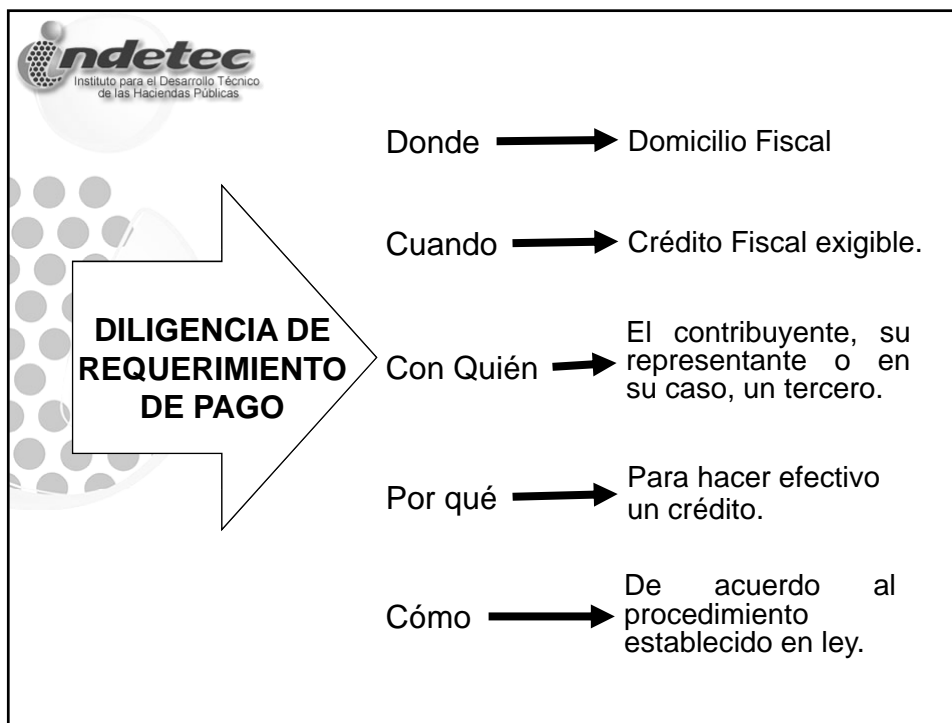 indetec
Instituto para el Desarrollo Técnico
de las Haciendas Públicas
DILIGENCIA DE
REQUERIMIENTO
DE PAGO
Donde
Domicilio Fiscal
Cuando
Crédito Fiscal exigible.
Con Quién
El contribuyente, su
representante o en
su caso, un tercero.
Por qué
Para hacer efectivo
un crédito.
Cómo
De acuerdo al
procedimiento
establecido en ley.